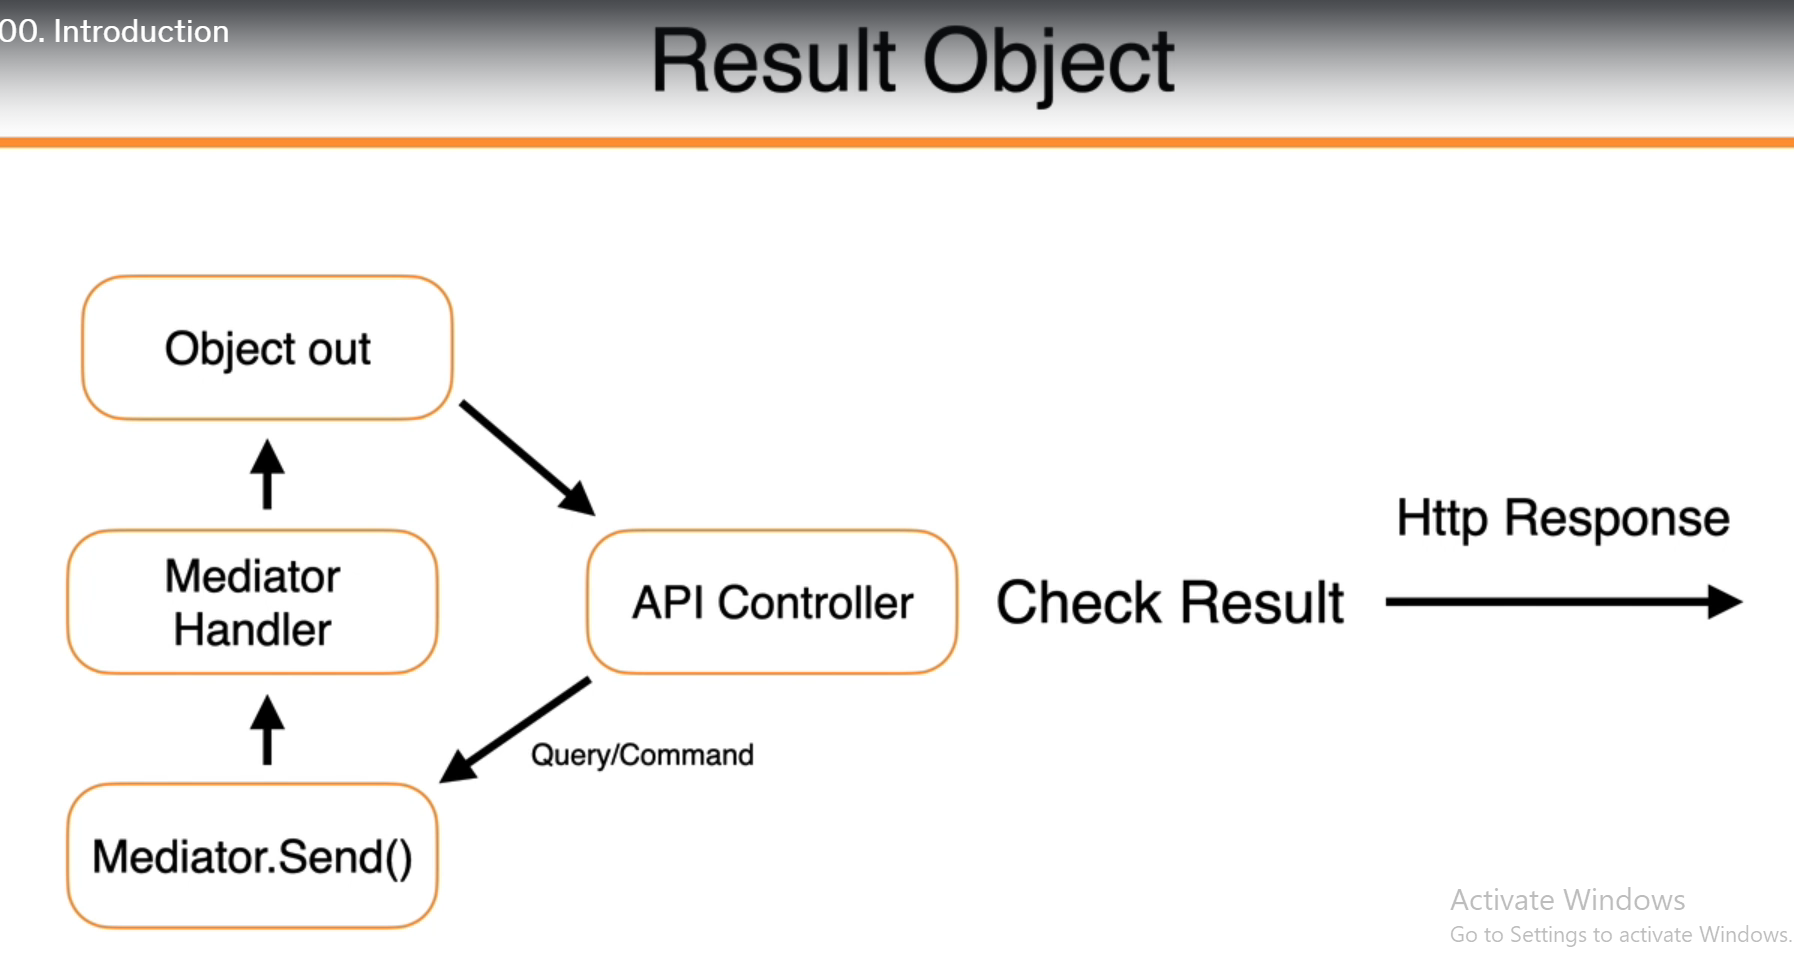 00. Introduction
Result Object
Object out
Mediator
Handler
API Controller
Check Result
Http Response
Query/Command
Mediator.Send()
Activate Windows
Go to Settings to activate Windows.